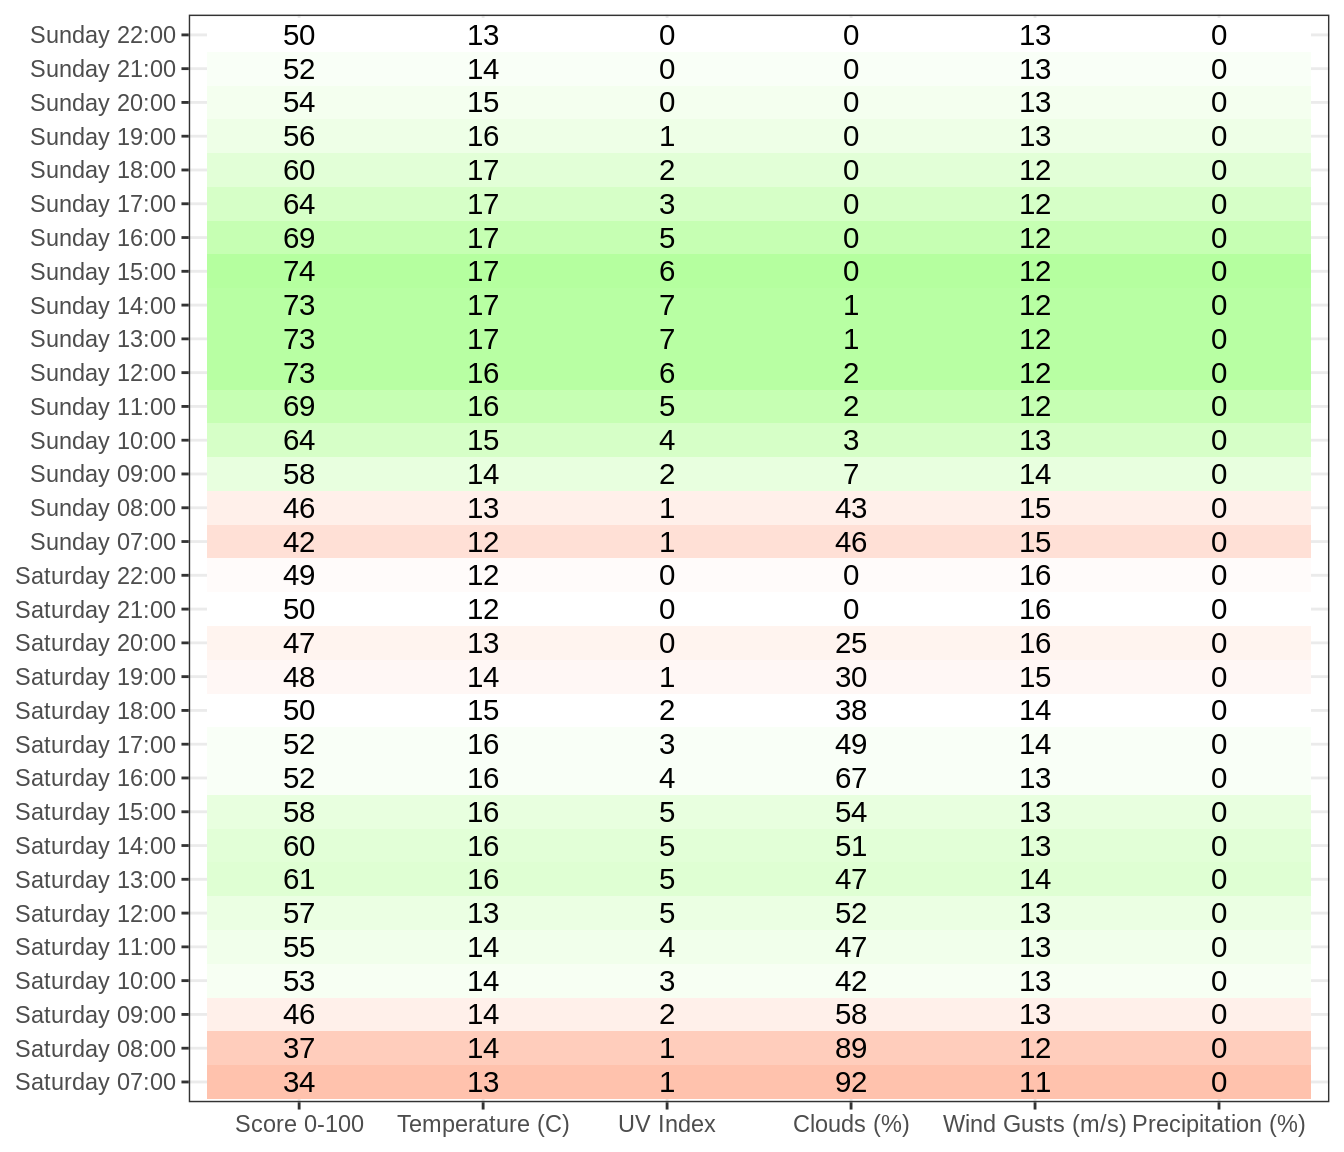 Sunday 22:00 50 13 0 0 13 0
Sunday 21:00 52 14 0 0 13 0
Sunday 20:00 54 15 0 0 13 0
Sunday 19:00 56 16 1 0 13 0
Sunday 18:00 60 17 2 0 12 0
Sunday 17:00 64 17 3 0 12 0
Sunday 16:00 69 17 5 0 12 0
Sunday 15:00 74 17 6 0 12 0
Sunday 14:00 73 17 7 1 12 0
Sunday 13:00 73 17 7 1 12 0
Sunday 12:00 73 16 6 2 12 0
Sunday 11:00 69 16 5 2 12 0
Sunday 10:00 64 15 4 3 13 0
Sunday 09:00 58 14 2 7 14 0
Sunday 08:00 46 13 1 43 15 0
Sunday 07:00 42 12 1 46 15 0
Saturday 22:00 49 12 0 0 16 0
Saturday 21:00 50 12 0 0 16 0
Saturday 20:00 47 13 0 25 16 0
Saturday 19:00 48 14 1 30 15 0
Saturday 18:00 50 15 2 38 14 0
Saturday 17:00 52 16 3 49 14 0
Saturday 16:00 52 16 4 67 13 0
Saturday 15:00 58 16 5 54 13 0
Saturday 14:00 60 16 5 51 13 0
Saturday 13:00 61 16 5 47 14 0
Saturday 12:00 57 13 5 52 13 0
Saturday 11:00 55 14 4 47 13 0
Saturday 10:00 53 14 3 42 13 0
Saturday 09:00 46 14 2 58 13 0
Saturday 08:00 37 14 1 89 12 0
Saturday 07:00 34 13 1 92 11 0
Score 0-100 Temperature (C) UV Index Clouds (%) Wind Gusts (m/s) Precipitation (%)